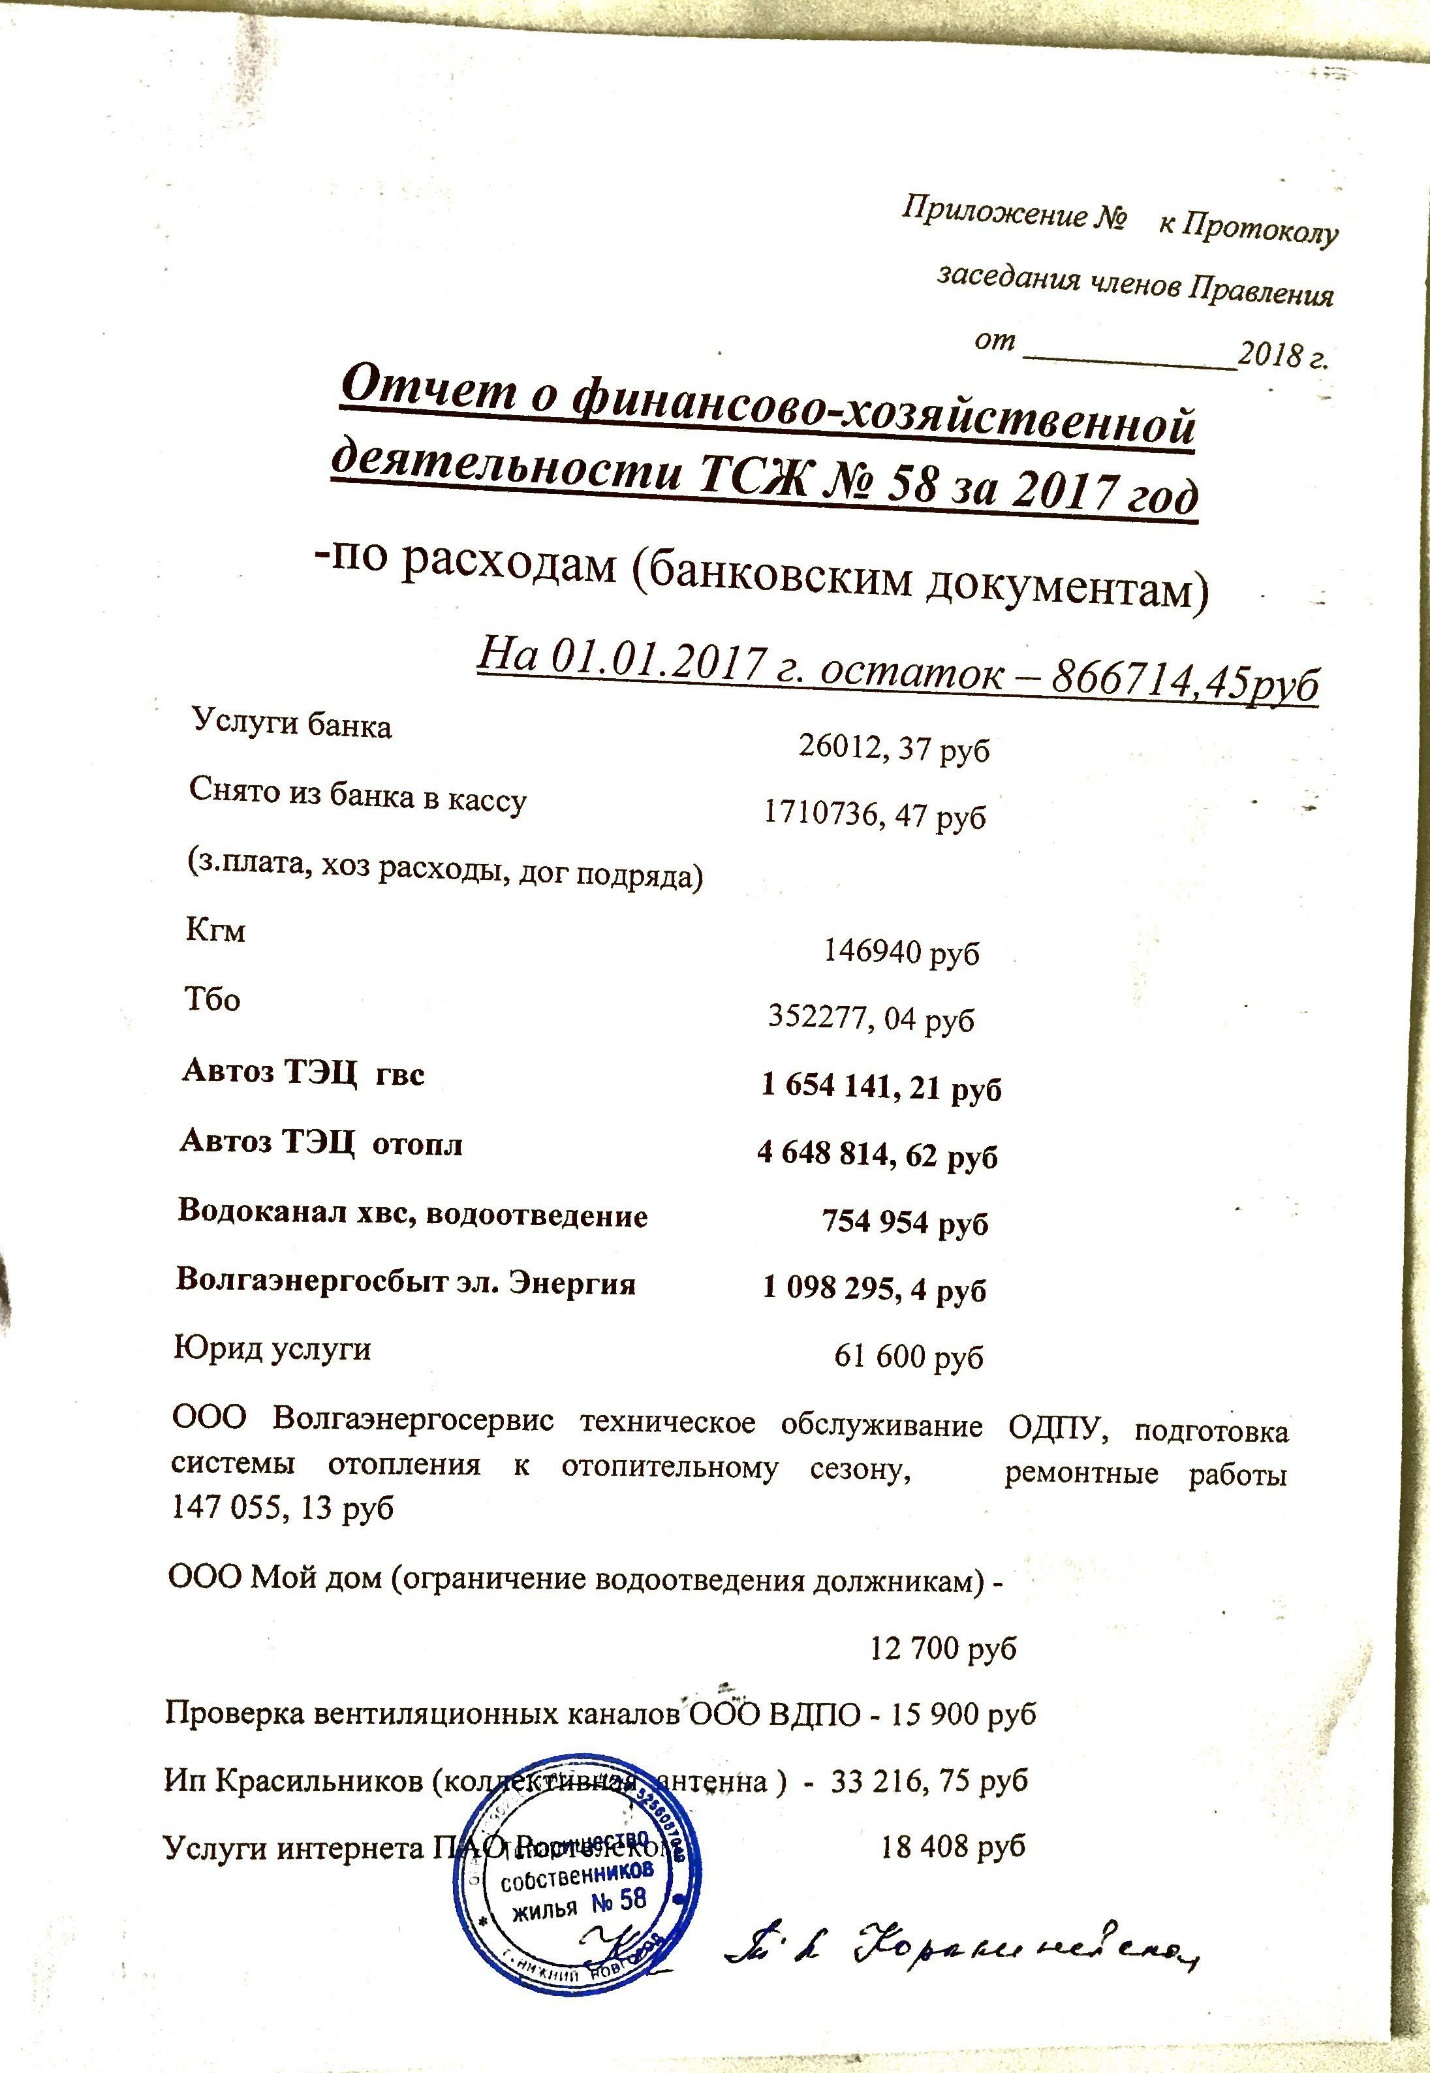 Приложение № к Протоколу
заседания членов Правления
от _____________2018 г.
Отчет о финансово-хозяйственной
деятельности ТСЖ № 58 за 2017 год
-по расходам (банковским документам)
На 01.01.2017 г. остаток – 866714,45руб
Услуги банка 26012, 37 руб
Снято из банка в кассу 1710736, 47 руб
(з.плата, хоз расходы, дог подряда)
Кгм 146940 руб
Тбо 352277, 04 руб
Автоз ТЭЦ гвс 1 654 141, 21 руб
Автоз ТЭЦ отопл 4 648 814, 62 руб
Водоканал хвс, водоотведение 754 954 руб
Волгаэнергосбыт эл. Энергия 1 098 295, 4 руб
Юрид услуги 61 600 руб
ООО Волгаэнергосервис техническое обслуживание ОДПУ, подготовка
системы отопления к отопительному сезону, ремонтные работы
147 055, 13 руб
ООО Мой дом (ограничение водоотведения должникам) -
12 700 руб
Проверка вентиляционных каналов ООО ВДПО - 15 900 руб
Ип Красильников (коллективная антенна ) - 33 216, 75 руб
Услуги интернета ПАО Ростелеком 18 408 руб
Товарищество
собственников
жилья № 58
г.НИЖНИЙ НОВГОРОД